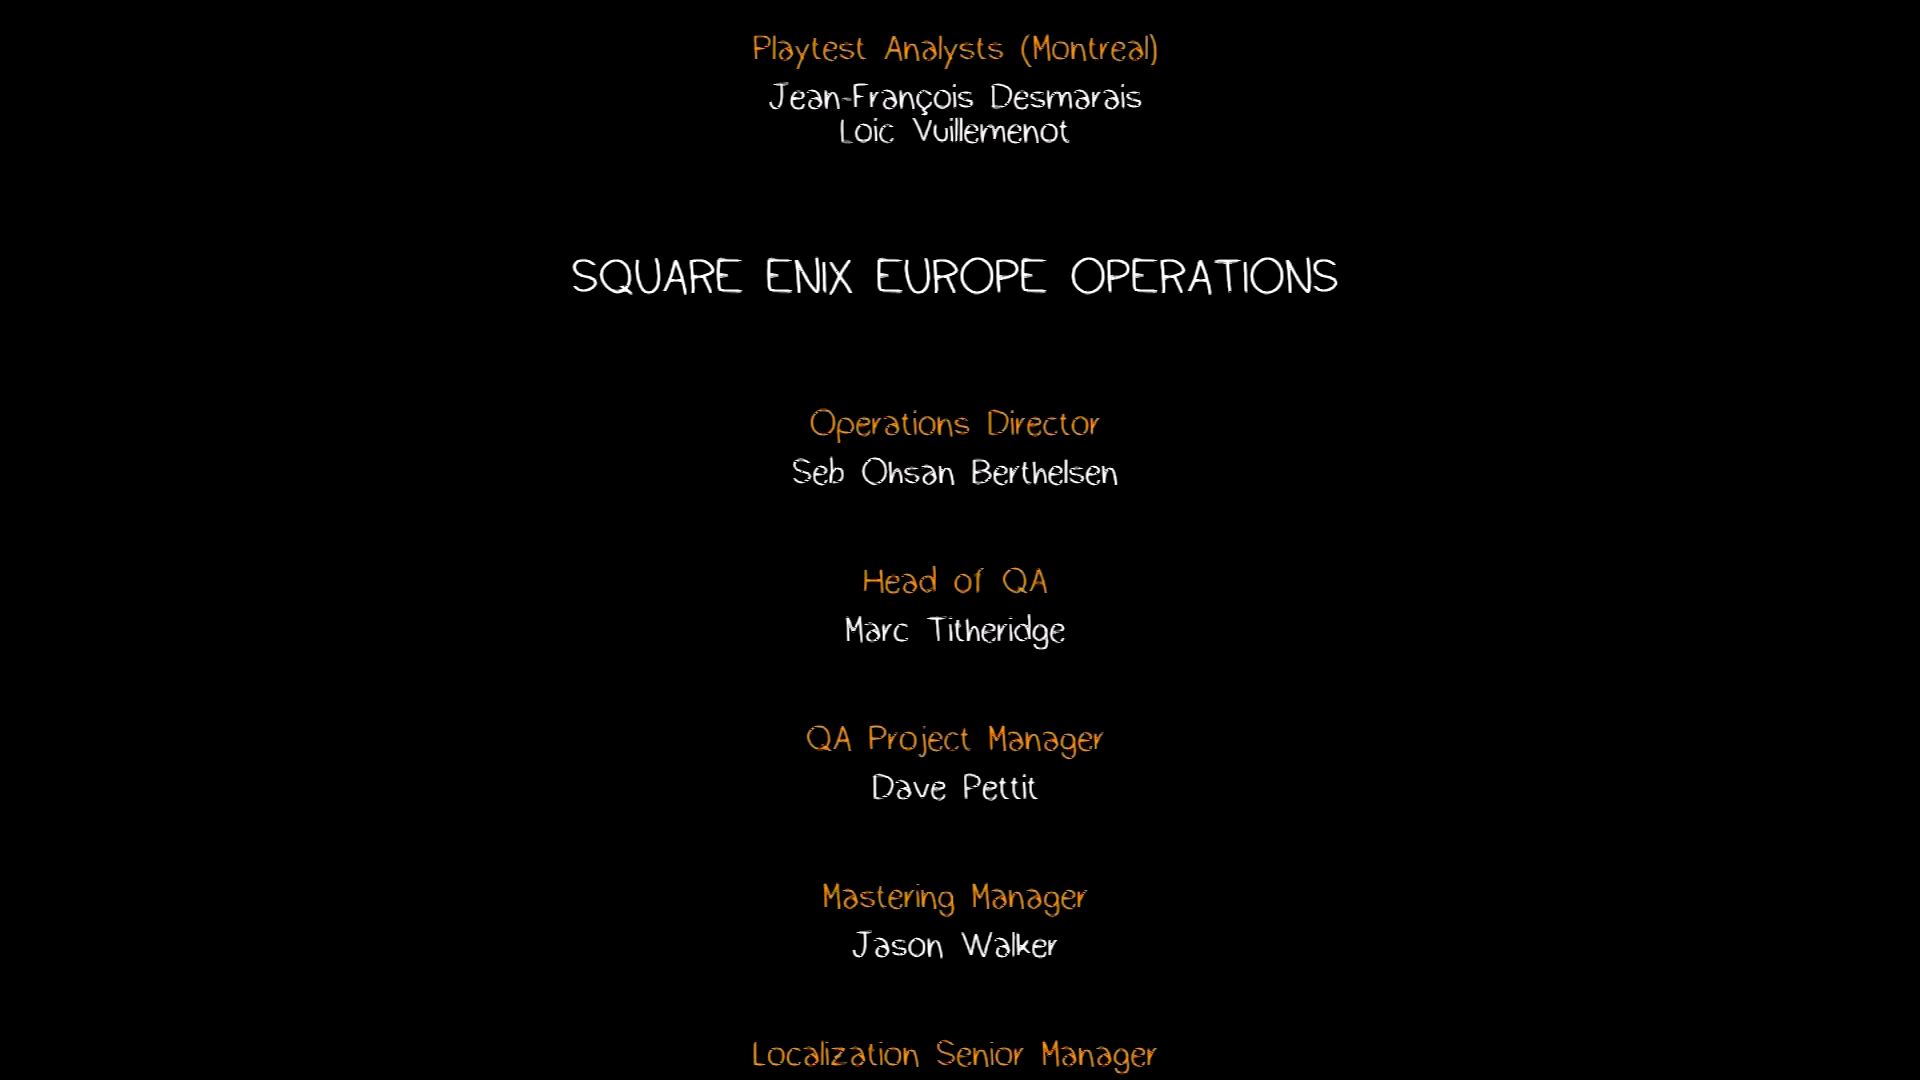 Playtest Analysts (Montreal)
Jean-François Desmarais
Loic Vuillemenot
SQUARE ENIX EUROPE OPERATIONS
Operations Director
Seb Ohsan Berthelsen
Head of QA
Marc Titheridge
QA Project Manager
Dave Pettit
Mastering Manager
Jason Walker
Localization Senior Manager